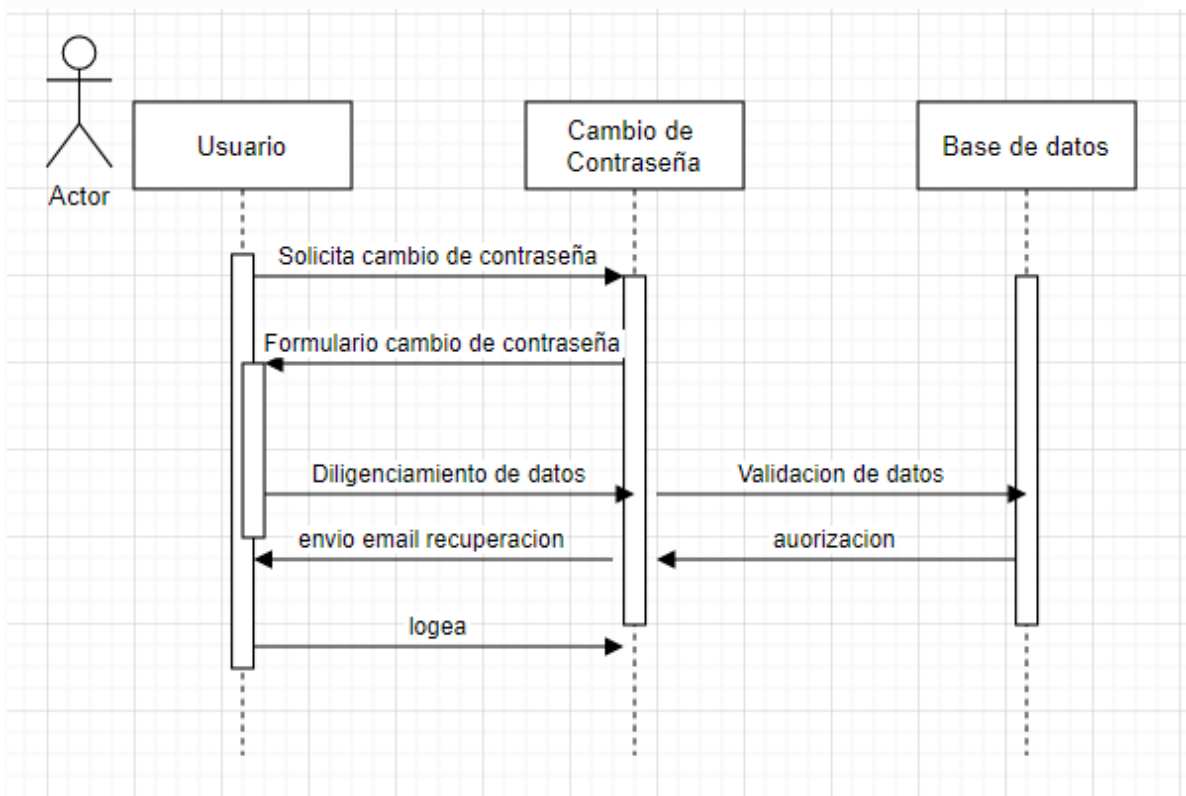 Actor
Usuario
Cambio de
Contraseña
Base de datos
Solicita cambio de contraseña
Formulario cambio de contraseña
Diligenciamiento de datos
Validacion de datos
envio email recuperacion
auorizacion
logea